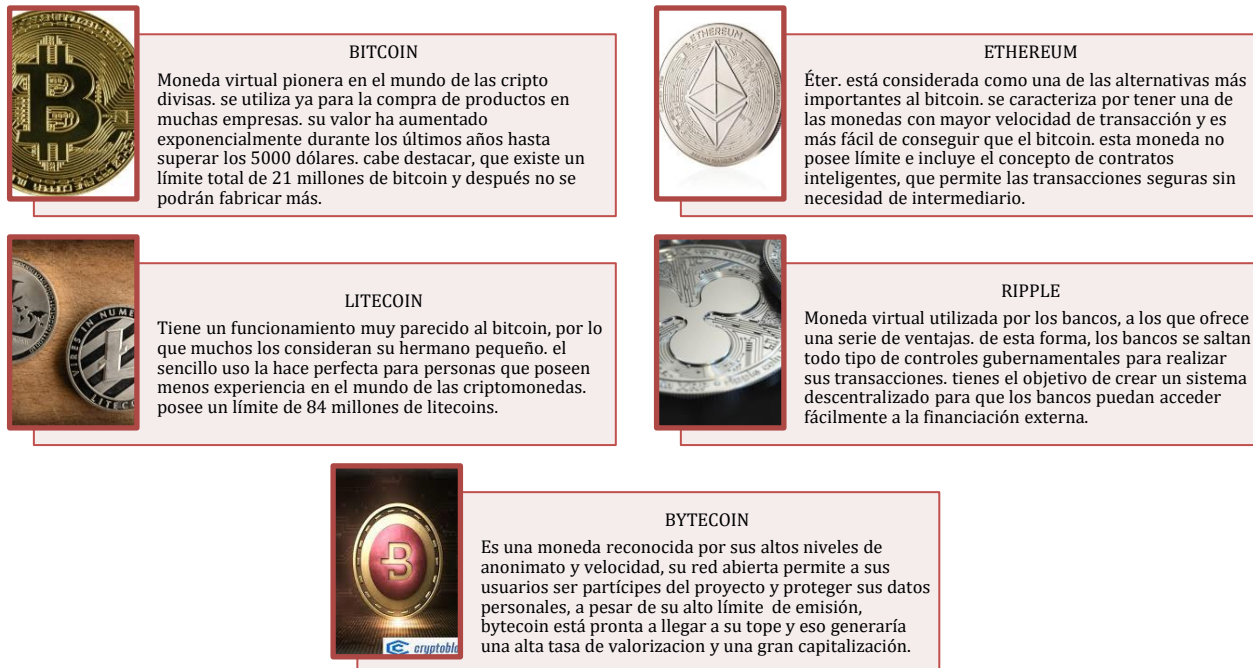 BITCOIN
Moneda virtual pionera en el mundo de las cripto
divisas. se utiliza ya para la compra de productos en
muchas empresas. su valor ha aumentado
exponencialmente durante los últimos años hasta
superar los 5000 dólares. cabe destacar, que existe un
límite total de 21 millones de bitcoin y después no se
podrán fabricar más.
ETHEREUM
ETHEREUM
Éter. está considerada como una de las alternativas más
importantes al bitcoin. se caracteriza por tener una de
las monedas con mayor velocidad de transacción y es
más fácil de conseguir que el bitcoin. esta moneda no
posee límite e incluye el concepto de contratos
inteligentes, que permite las transacciones seguras sin
necesidad de intermediario.
VIRES IN NUME
LITECO
LITECOIN
Tiene un funcionamiento muy parecido al bitcoin, por lo
que muchos los consideran su hermano pequeño. el
sencillo uso la hace perfecta para personas que poseen
menos experiencia en el mundo de las criptomonedas.
posee un límite de 84 millones de litecoins.
RIPPLE
Moneda virtual utilizada por los bancos, a los que ofrece
una serie de ventajas. de esta forma, los bancos se saltan
todo tipo de controles gubernamentales para realizar
sus transacciones. tienes el objetivo de crear un sistema
descentralizado para que los bancos puedan acceder
fácilmente a la financiación externa.
BYTECOIN
Es una moneda reconocida por sus altos niveles de
anonimato y velocidad, su red abierta permite a sus
usuarios ser partícipes del proyecto y proteger sus datos
personales, a pesar de su alto límite de emisión,
bytecoin está pronta a llegar a su tope y eso generaría
una alta tasa de valorizacion y una gran capitalización.
cryptoblo